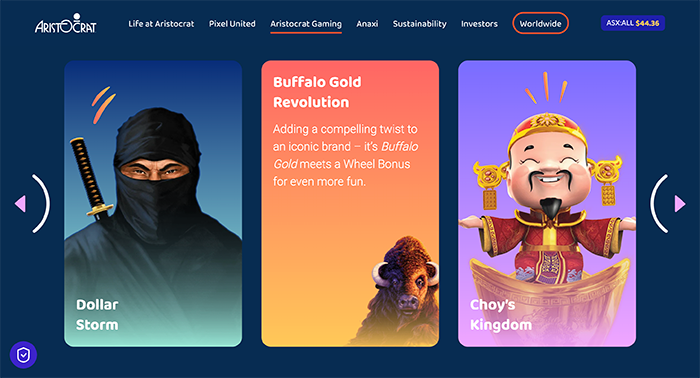 ARISTOCRAT
Life at Aristocrat Pixel United Aristocrat Gaming Anaxi Sustainability Investors Worldwide ASX:ALL $44.36
Dollar
Storm
Buffalo Gold
Revolution
Adding a compelling twist to
an iconic brand – it's Buffalo
Gold meets a Wheel Bonus
for even more fun.
Choy's
Kingdom